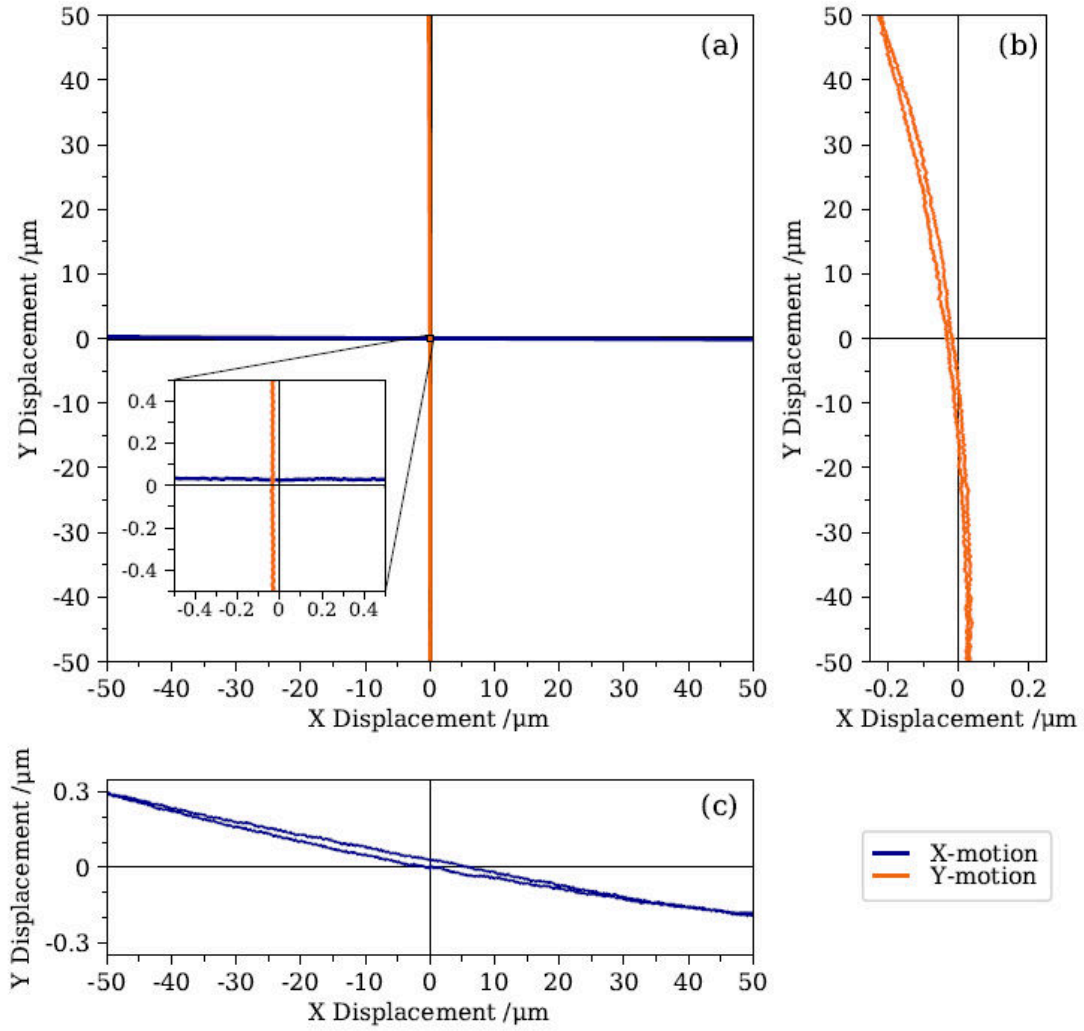 (a)
50
40
30
20
10
0
-10
-20
-30
-40
-50
Y Displacement /μm
-50 -40 -30 -20 -10 0 10 20 30 40 50
X Displacement /μm
0.4
0.2
0
-0.2
-0.4
-0.4 -0.2 0 0.2 0.4
(b)
50
40
30
20
10
0
-10
-20
-30
-40
-50
Y Displacement /μm
-0.2 0 0.2
X Displacement /μm
(c)
0.3
0
-0.3
Y Displacement /μm
-50 -40 -30 -20 -10 0 10 20 30 40 50
X Displacement /μm
X-motion
Y-motion